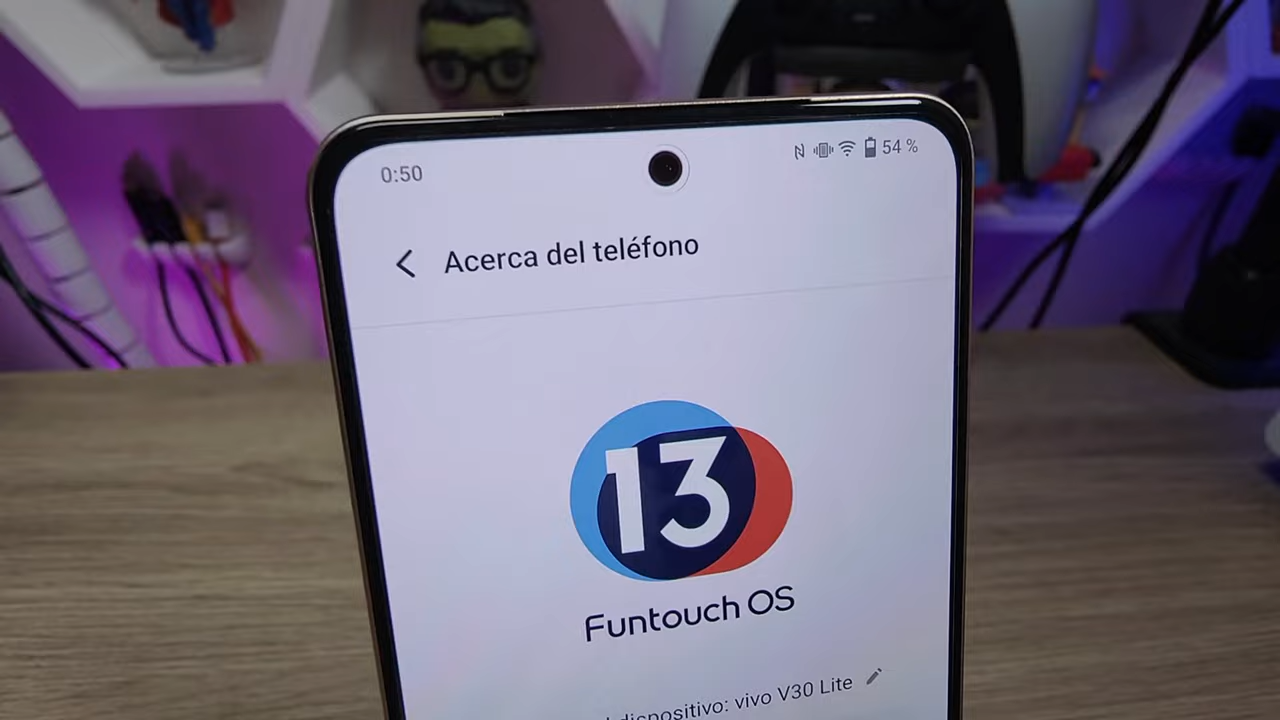 0:50 54 %
Acerca del teléfono
13
Funtouch OS
dispositivo: vivo V30 Lite